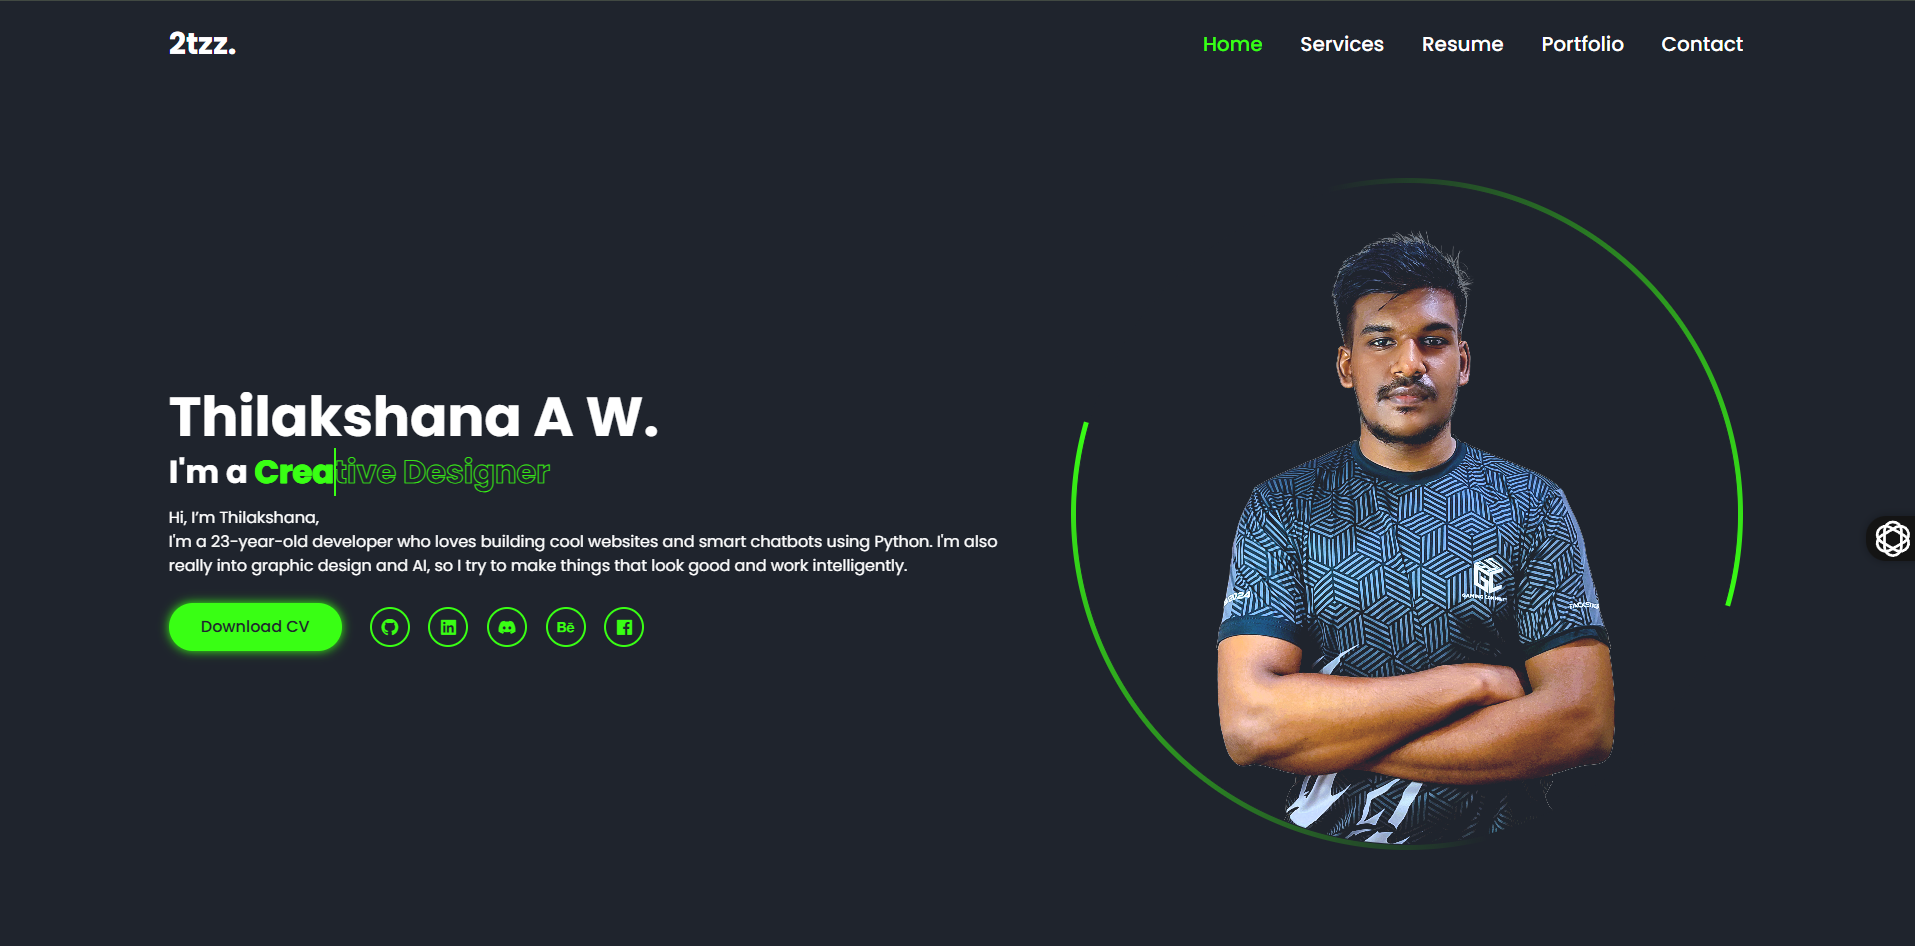 2tzz.
Home Services Resume Portfolio Contact
Thilakshana A W.
I'm a Creative Designer
Hi, I’m Thilakshana,
I'm a 23-year-old developer who loves building cool websites and smart chatbots using Python. I'm also
really into graphic design and AI, so I try to make things that look good and work intelligently.
Download CV
Bē
2024